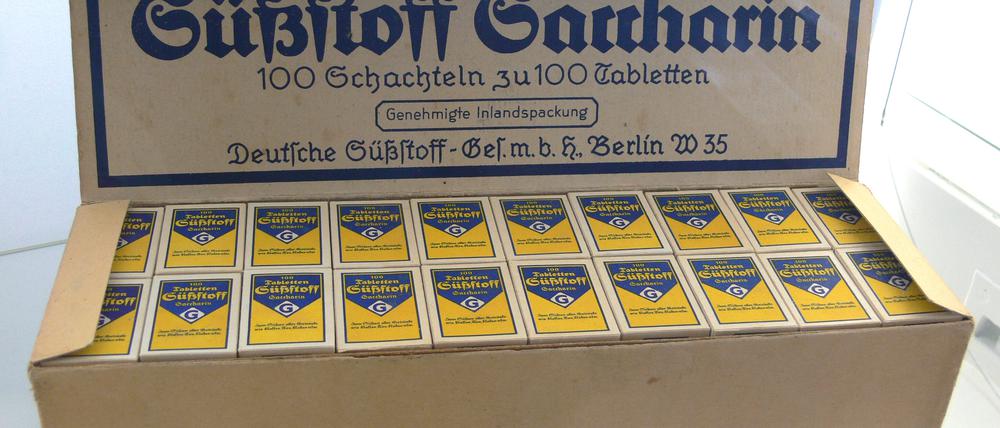 Süßstoff Saccharin
100 Schachteln zu 100 Tabletten
Genehmigte Inlandspackung
Deutsche Süßstoff-Ges. m. b. H., Berlin W 35
100
Tabletten
Süßstoff
Saccharin
G